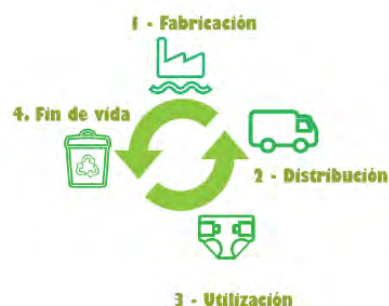 1 - Fabricación
4. Fin de vida
2 - Distribución
3 - Utilización